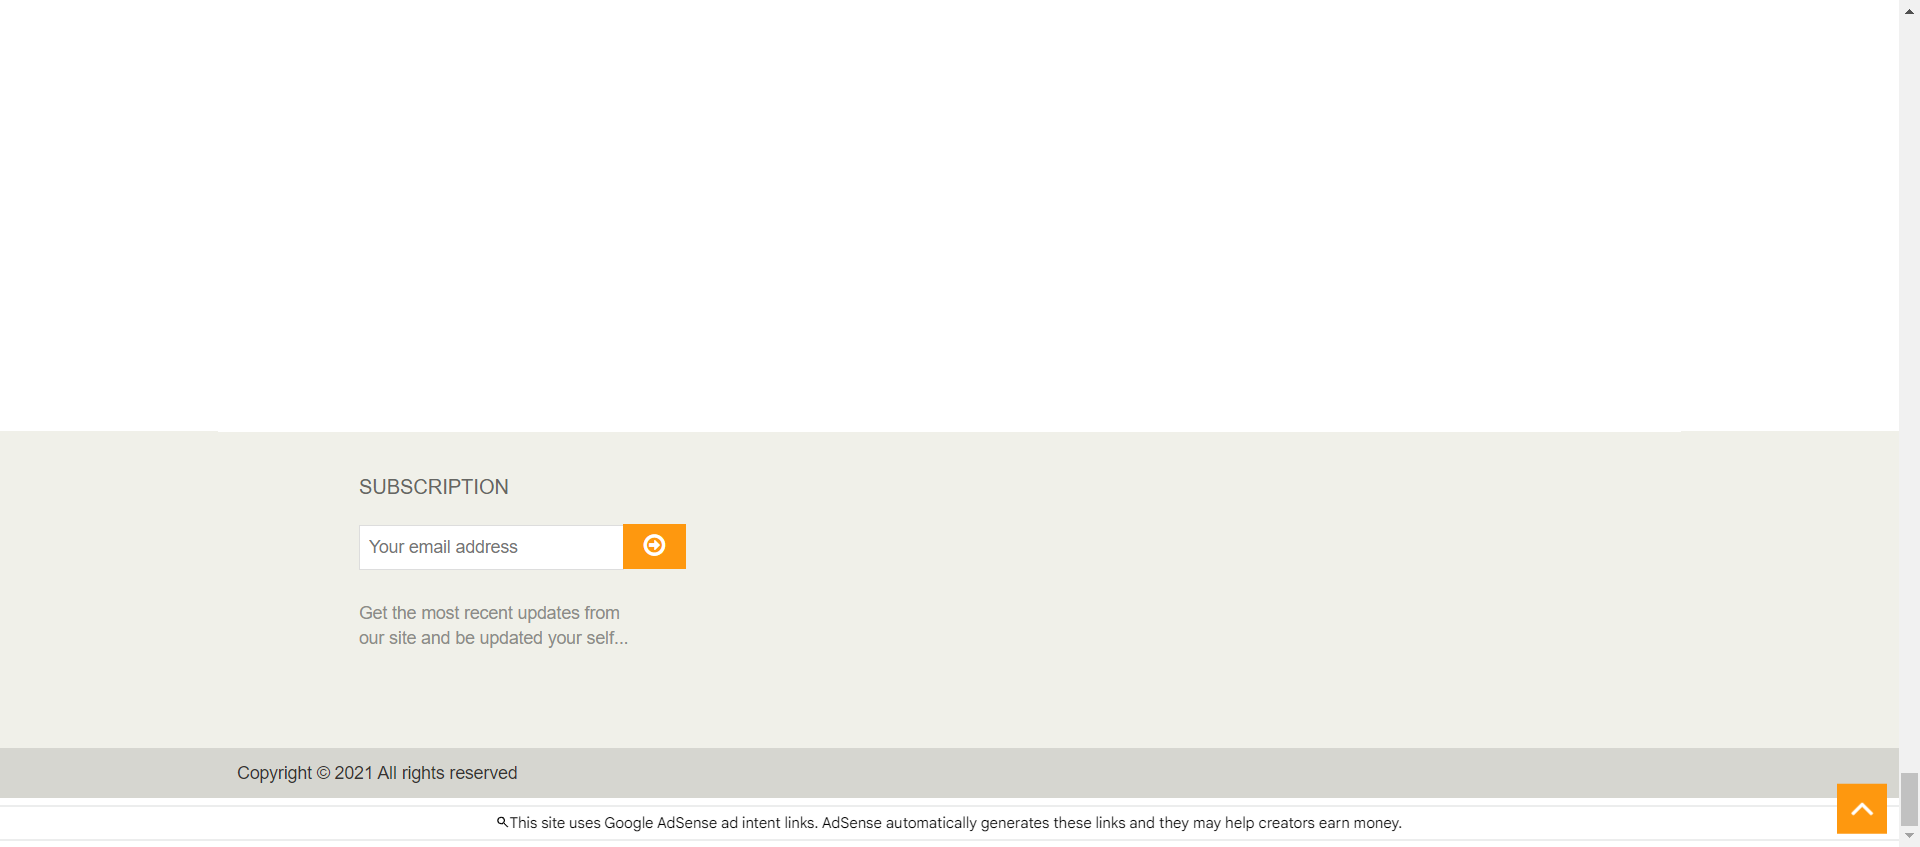 SUBSCRIPTION
Your email address
Get the most recent updates from
our site and be updated your self...
Copyright © 2021 All rights reserved
This site uses Google AdSense ad intent links. AdSense automatically generates these links and they may help creators earn money.